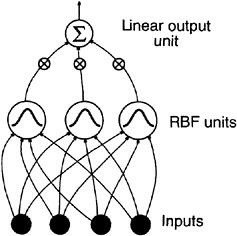 Linear output
unit
Σ
RBF units
Inputs